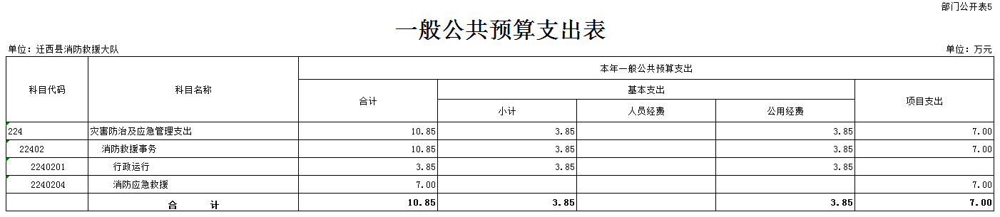 部门公开表5
一般公共预算支出表
单位：迁西县消防救援大队 单位：万元
科目代码 科目名称 本年一般公共预算支出
合计 基本支出 项目支出
小计 人员经费 公用经费
224 灾害防治及应急管理支出 10.85 3.85 3.85 7.00
22402 消防救援事务 10.85 3.85 3.85 7.00
2240201 行政运行 3.85 3.85 3.85
2240204 消防应急救援 7.00 7.00
合 计 10.85 3.85 3.85 7.00